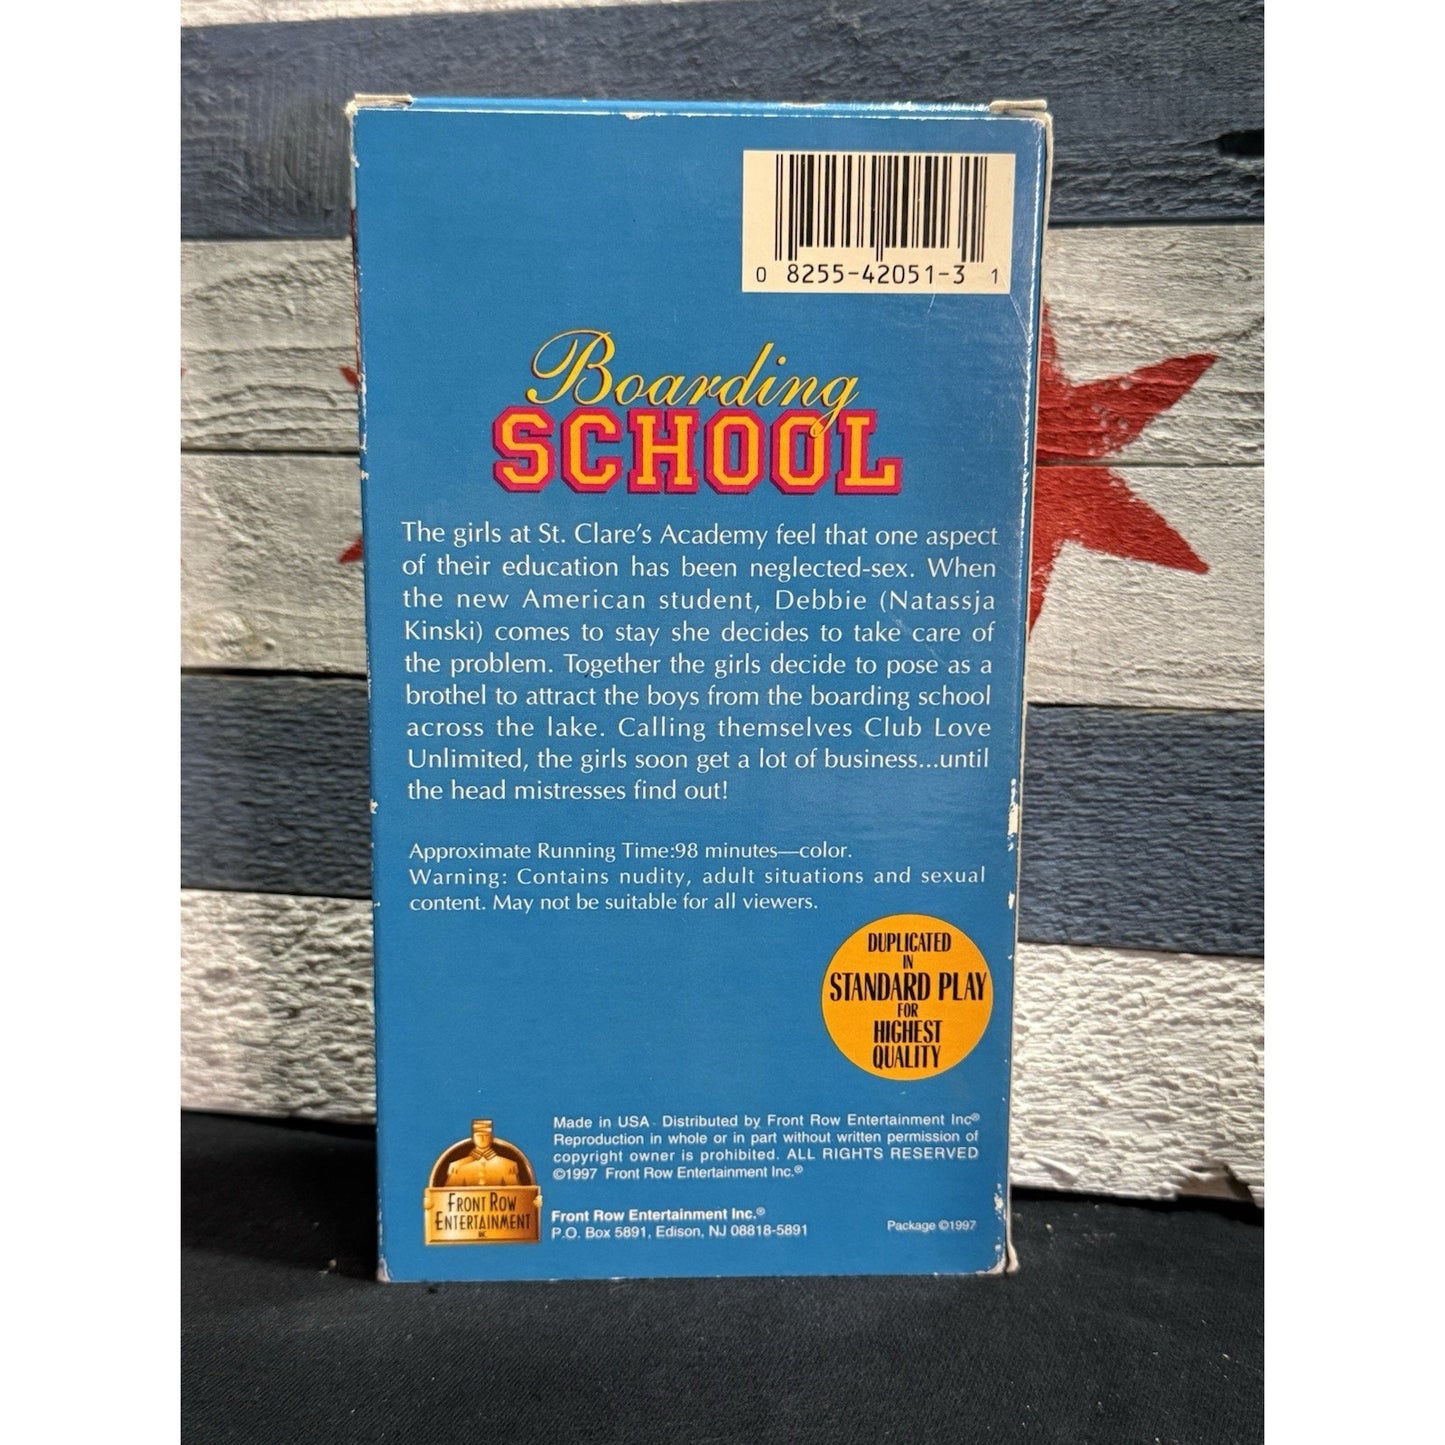 0 8255-42051-3 1
Boarding
SCHOOL
The girls at St. Clare's Academy feel that one aspect
of their education has been neglected-sex. When
the new American student, Debbie (Natassja
Kinski) comes to stay she decides to take care of
the problem. Together the girls decide to pose as a
brothel to attract the boys from the boarding school
across the lake. Calling themselves Club Love
Unlimited, the girls soon get a lot of business...until
the head mistresses find out!
Approximate Running Time:98 minutes—color.
Warning: Contains nudity, adult situations and sexual
content. May not be suitable for all viewers.
DUPLICATED
IN
STANDARD PLAY
FOR
HIGHEST
QUALITY
Made in USA - Distributed by Front Row Entertainment Inc®
Reproduction in whole or in part without written permission of
copyright owner is prohibited. ALL RIGHTS RESERVED
©1997 Front Row Entertainment Inc.®
FRONT ROW
ENTERTAINMENT
INC.
Front Row Entertainment Inc.®
P.O. Box 5891, Edison, NJ 08818-5891
Package ©1997